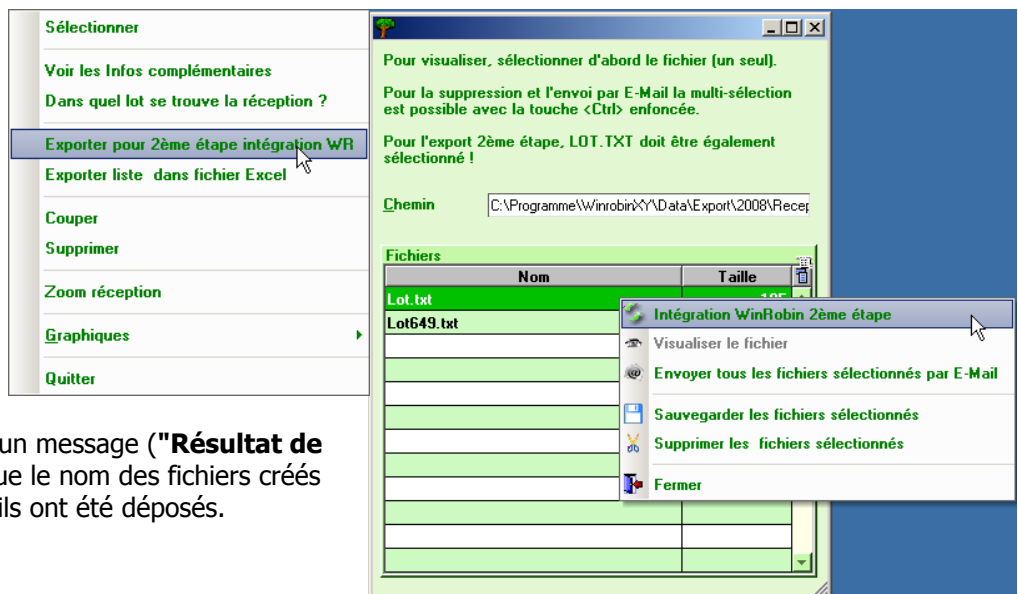 Sélectionner
Voir les Infos complémentaires
Dans quel lot se trouve la réception ?
Exporter pour 2ème étape intégration WR
Exporter liste dans fichier Excel
Couper
Supprimer
Zoom réception
Graphiques
Quitter
un message ("Résultat de
ue le nom des fichiers créés
ils ont été déposés.
Pour visualiser, sélectionner d'abord le fichier (un seul).
Pour la suppression et l'envoi par E-Mail la multi-sélection
est possible avec la touche <Ctrl> enfoncée.
Pour l'export 2ème étape, LOT.TXT doit être également
sélectionné !
Chemin C:\Programme\WinrobinXY\Data\Export\2008\Recep
Fichiers
Nom Taille
Lot.txt
Lot649.txt
Intégration WinRobin 2ème étape
Visualiser le fichier
Envoyer tous les fichiers sélectionnés par E-Mail
Sauvegarder les fichiers sélectionnés
Supprimer les fichiers sélectionnés
Fermer